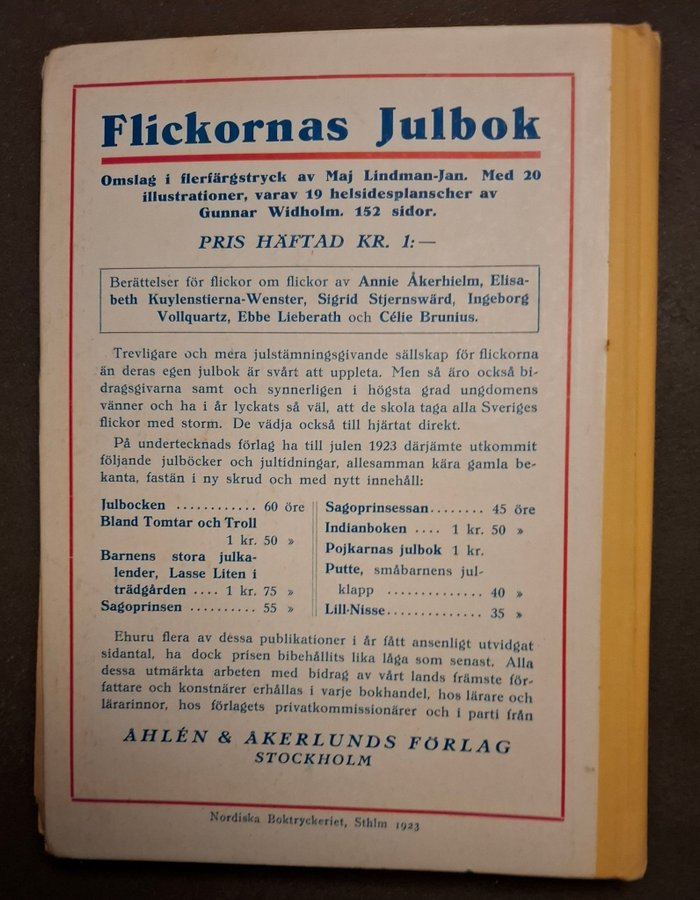 Flickornas Julbok
Omslag i flerfärgstryck av Maj Lindman-Jan. Med 20
illustrationer, varav 19 helsidesplanscher av
Gunnar Widholm. 152 sidor.
PRIS HÄFTAD KR. 1:—
Berättelser för flickor om flickor av Annie Åkerhielm, Elisa-
beth Kuylenstierna-Wenster, Sigrid Stjernswärd, Ingeborg
Vollquartz, Ebbe Lieberath och Célie Brunius.
Trevligare och mera julstämningsgivande sällskap för flickorna
än deras egen julbok är svårt att uppleta. Men så äro också bi-
dragsgivarna samt och synnerligen i högsta grad ungdomens
vänner och ha i år lyckats så väl, att de skola taga alla Sveriges
flickor med storm. De vädja också till hjärtat direkt.
På undertecknads förlag ha till julen 1923 därjämte utkommit
följande julböcker och jultidningar, allesamman kära gamla be-
kanta, fastän i ny skrud och med nytt innehåll:
Julbocken ............ 60 öre
Bland Tomtar och Troll
1 kr. 50 »
Barnens stora julka-
lender, Lasse Liten i
trädgården .... 1 kr. 75 »
Sagoprinsen .......... 55 »
Sagoprinsessan........ 45 öre
Indianboken .... 1 kr. 50 »
Pojkarnas julbok 1 kr.
Putte, småbarnens jul-
klapp ............ 40 »
Lill-Nisse............. 35 »
Ehuru flera av dessa publikationer i år fått ansenligt utvidgat
sidantal, ha dock prisen bibehållits lika låga som senast. Alla
dessa utmärkta arbeten med bidrag av vårt lands främste för-
fattare och konstnärer erhållas i varje bokhandel, hos lärare och
lärarinnor, hos förlagets privatkommissionärer och i parti från
ÅHLÉN & ÅKERLUNDS FÖRLAG
STOCKHOLM
Nordiska Boktryckeriet, Sthlm 1923